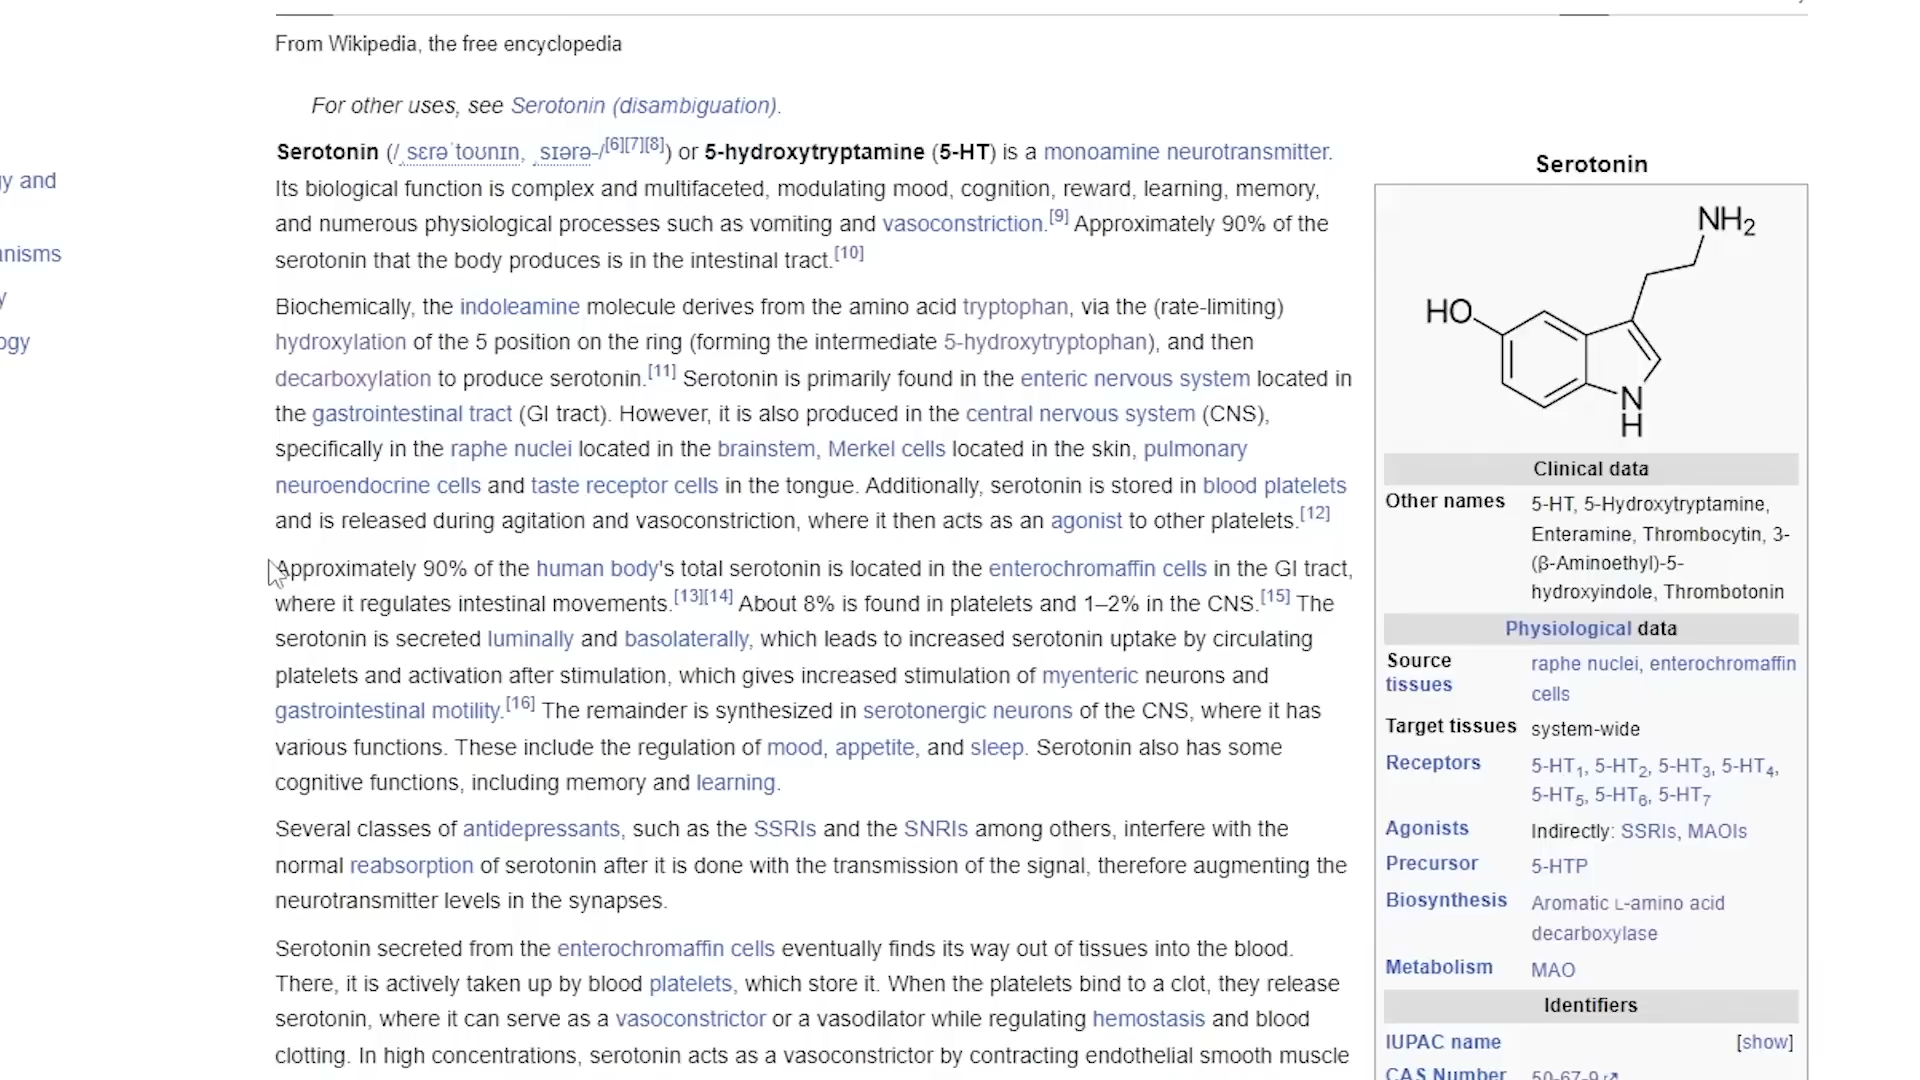 From Wikipedia, the free encyclopedia
For other uses, see Serotonin (disambiguation).
Serotonin (/ˌsɛrəˈtoʊnɪn, ˌsɪərə-/[6][7][8]) or 5-hydroxytryptamine (5-HT) is a monoamine neurotransmitter.
Its biological function is complex and multifaceted, modulating mood, cognition, reward, learning, memory,
and numerous physiological processes such as vomiting and vasoconstriction.[9] Approximately 90% of the
serotonin that the body produces is in the intestinal tract.[10]
Biochemically, the indoleamine molecule derives from the amino acid tryptophan, via the (rate-limiting)
hydroxylation of the 5 position on the ring (forming the intermediate 5-hydroxytryptophan), and then
decarboxylation to produce serotonin.[11] Serotonin is primarily found in the enteric nervous system located in
the gastrointestinal tract (GI tract). However, it is also produced in the central nervous system (CNS),
specifically in the raphe nuclei located in the brainstem, Merkel cells located in the skin, pulmonary
neuroendocrine cells and taste receptor cells in the tongue. Additionally, serotonin is stored in blood platelets
and is released during agitation and vasoconstriction, where it then acts as an agonist to other platelets.[12]
Approximately 90% of the human body's total serotonin is located in the enterochromaffin cells in the GI tract,
where it regulates intestinal movements.[13][14] About 8% is found in platelets and 1–2% in the CNS.[15] The
serotonin is secreted luminally and basolaterally, which leads to increased serotonin uptake by circulating
platelets and activation after stimulation, which gives increased stimulation of myenteric neurons and
gastrointestinal motility.[16] The remainder is synthesized in serotonergic neurons of the CNS, where it has
various functions. These include the regulation of mood, appetite, and sleep. Serotonin also has some
cognitive functions, including memory and learning.
Several classes of antidepressants, such as the SSRIs and the SNRIs among others, interfere with the
normal reabsorption of serotonin after it is done with the transmission of the signal, therefore augmenting the
neurotransmitter levels in the synapses.
Serotonin secreted from the enterochromaffin cells eventually finds its way out of tissues into the blood.
There, it is actively taken up by blood platelets, which store it. When the platelets bind to a clot, they release
serotonin, where it can serve as a vasoconstrictor or a vasodilator while regulating hemostasis and blood
clotting. In high concentrations, serotonin acts as a vasoconstrictor by contracting endothelial smooth muscle
gy and
anisms
y
ogy
Serotonin
NH2
HO
N
H
Clinical data
Other names 5-HT, 5-Hydroxytryptamine,
Enteramine, Thrombocytin, 3-
(β-Aminoethyl)-5-
hydroxyindole, Thrombotonin
Physiological data
Source raphe nuclei, enterochromaffin
tissues cells
Target tissues system-wide
Receptors 5-HT1, 5-HT2, 5-HT3, 5-HT4,
5-HT5, 5-HT6, 5-HT7
Agonists Indirectly: SSRIs, MAOIs
Precursor 5-HTP
Biosynthesis Aromatic L-amino acid
decarboxylase
Metabolism MAO
Identifiers
IUPAC name [show]
CAS Number 50-67-9